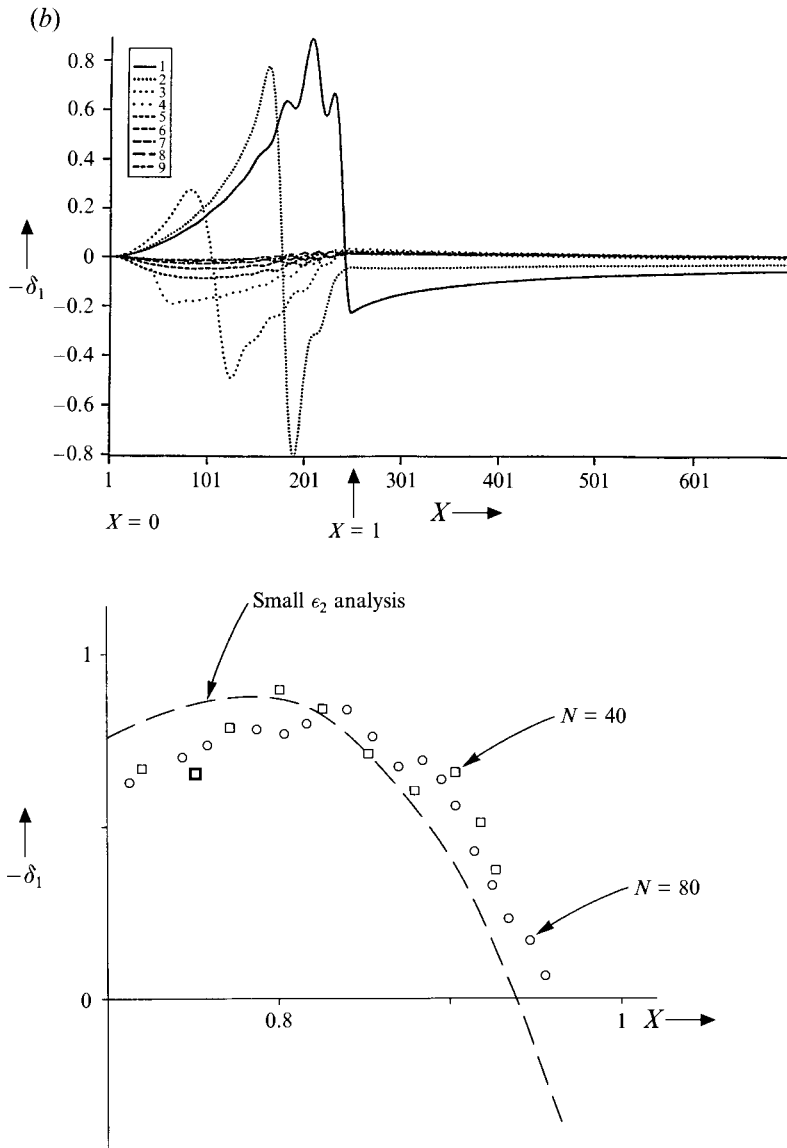 (b)
0.8
0.6
0.4
0.2
0
−0.2
−0.4
−0.6
−0.8
−δ₁
1
2
3
4
5
6
7
8
9
1 101 201 301 401 501 601
X = 0
X = 1
X
Small ϵ₂ analysis
1
N = 40
−δ₁
N = 80
0
0.8 1 X